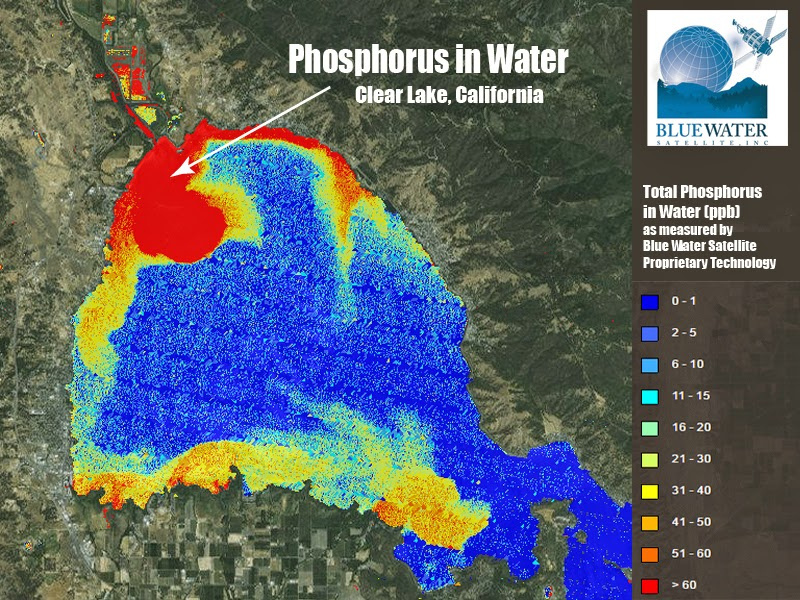 Phosphorus in Water
Clear Lake, California
BLUEWATER
SATELLITE, INC
Total Phosphorus
in Water (ppb)
as measured by
Blue Water Satellite
Proprietary Technology
0 - 1
2 - 5
6 - 10
11 - 15
16 - 20
21 - 30
31 - 40
41 - 50
51 - 60
> 60